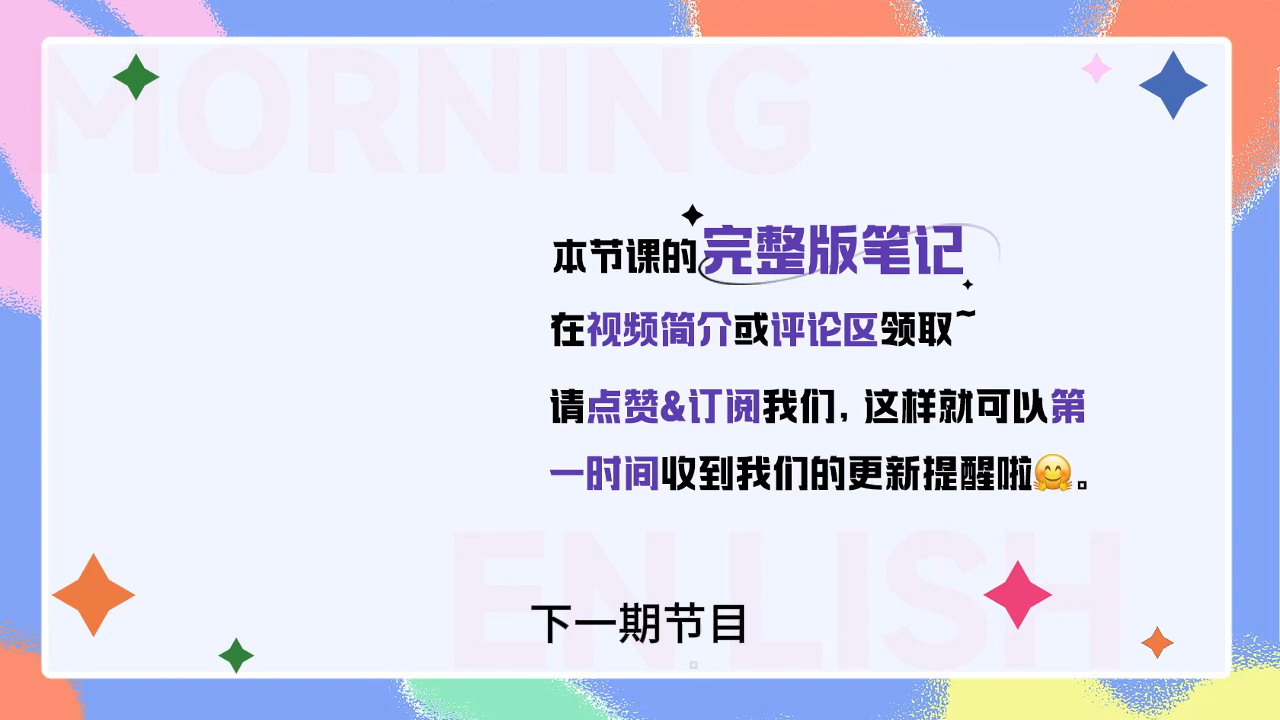 MORNING
本节课的完整版笔记
在视频简介或评论区领取~
请点赞&订阅我们，这样就可以第
一时间收到我们的更新提醒啦🤗。
EN LISH
下一期节目